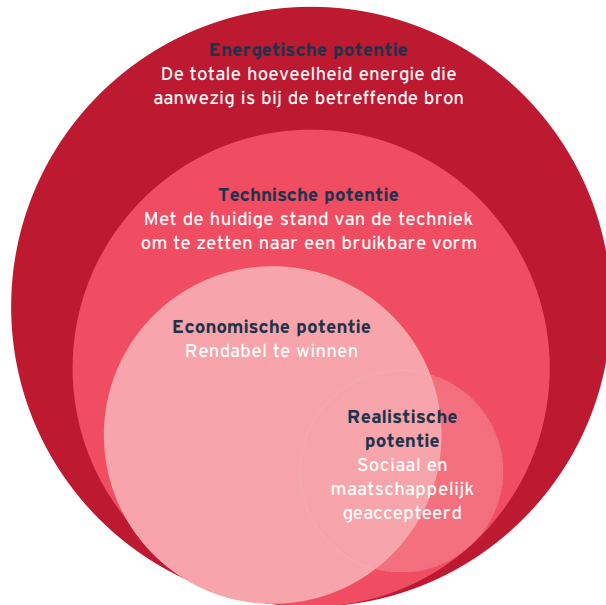 Energetische potentie
De totale hoeveelheid energie die
aanwezig is bij de betreffende bron
Technische potentie
Met de huidige stand van de techniek
om te zetten naar een bruikbare vorm
Economische potentie
Rendabel te winnen
Realistische
potentie
Sociaal en
maatschappelijk
geaccepteerd